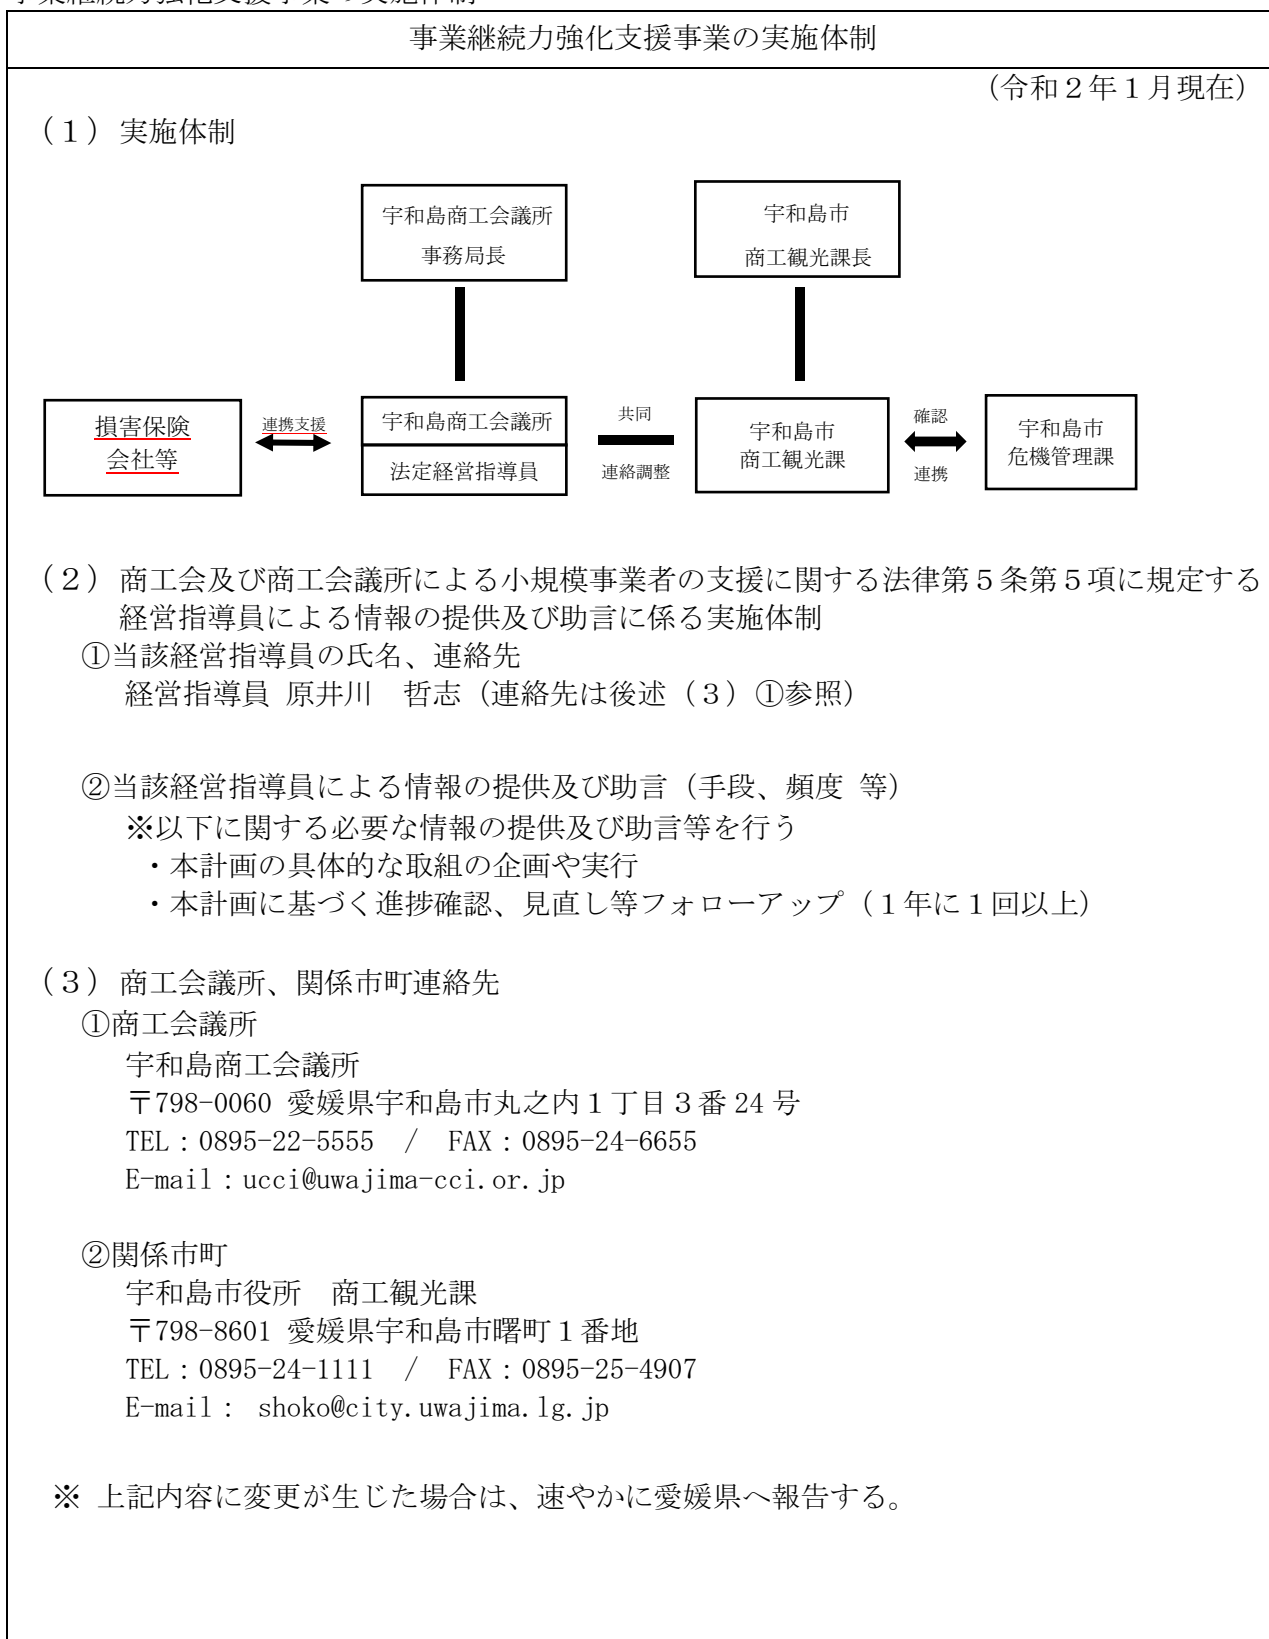 事業継続力強化支援事業の実施体制
(令和２年１月現在)
(１) 実施体制
宇和島商工会議所
事務局長
宇和島市
商工観光課長
損害保険
会社等
連携支援
宇和島商工会議所
法定経営指導員
共同
連絡調整
宇和島市
商工観光課
確認
連携
宇和島市
危機管理課
(２) 商工会及び商工会議所による小規模事業者の支援に関する法律第５条第５項に規定する
経営指導員による情報の提供及び助言に係る実施体制
①当該経営指導員の氏名、連絡先
経営指導員 原井川　哲志（連絡先は後述（３）①参照）
②当該経営指導員による情報の提供及び助言（手段、頻度 等）
※以下に関する必要な情報の提供及び助言等を行う
・本計画の具体的な取組の企画や実行
・本計画に基づく進捗確認、見直し等フォローアップ（１年に１回以上）
(３) 商工会議所、関係市町連絡先
①商工会議所
宇和島商工会議所
〒798-0060 愛媛県宇和島市丸之内１丁目３番 24 号
TEL：0895-22-5555 / FAX：0895-24-6655
E-mail：ucci@uwajima-cci.or.jp
②関係市町
宇和島市役所　商工観光課
〒798-8601 愛媛県宇和島市曙町１番地
TEL：0895-24-1111 / FAX：0895-25-4907
E-mail： shoko@city.uwajima.lg.jp
※ 上記内容に変更が生じた場合は、速やかに愛媛県へ報告する。